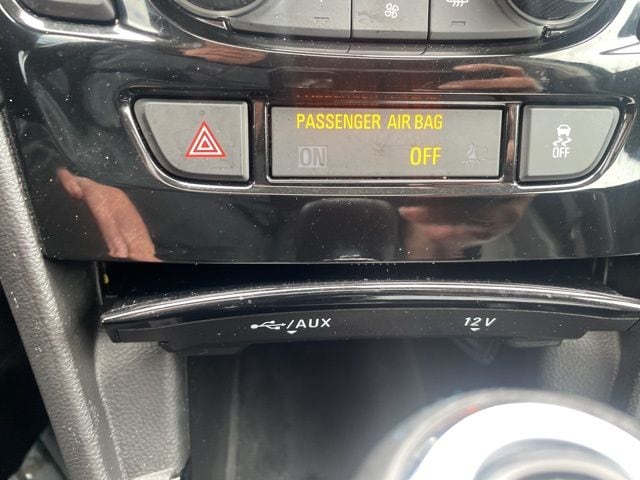 PASSENGER AIR BAG
ON OFF
OFF
/AUX
12V